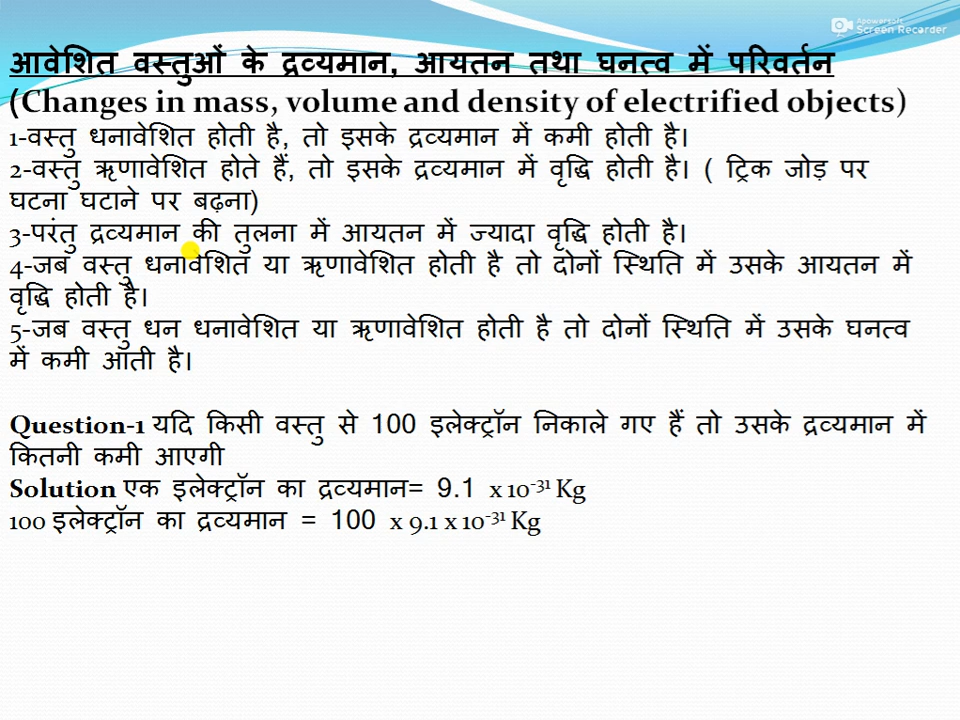 Apowersoft
Screen Recorder
आवेशित वस्तुओं के द्रव्यमान, आयतन तथा घनत्व में परिवर्तन
(Changes in mass, volume and density of electrified objects)
1-वस्तु धनावेशित होती है, तो इसके द्रव्यमान में कमी होती है।
2-वस्तु ऋणावेशित होते हैं, तो इसके द्रव्यमान में वृद्धि होती है। ( ट्रिक जोड़ पर
घटना घटाने पर बढ़ना)
3-परंतु द्रव्यमान की तुलना में आयतन में ज्यादा वृद्धि होती है।
4-जब वस्तु धनावेशित या ऋणावेशित होती है तो दोनों स्थिति में उसके आयतन में
वृद्धि होती है।
5-जब वस्तु धन धनावेशित या ऋणावेशित होती है तो दोनों स्थिति में उसके घनत्व
में कमी आती है।
Question-1 यदि किसी वस्तु से 100 इलेक्ट्रॉन निकाले गए हैं तो उसके द्रव्यमान में
कितनी कमी आएगी
Solution एक इलेक्ट्रॉन का द्रव्यमान= 9.1 x 10⁻³¹ Kg
100 इलेक्ट्रॉन का द्रव्यमान = 100 x 9.1 x 10⁻³¹ Kg